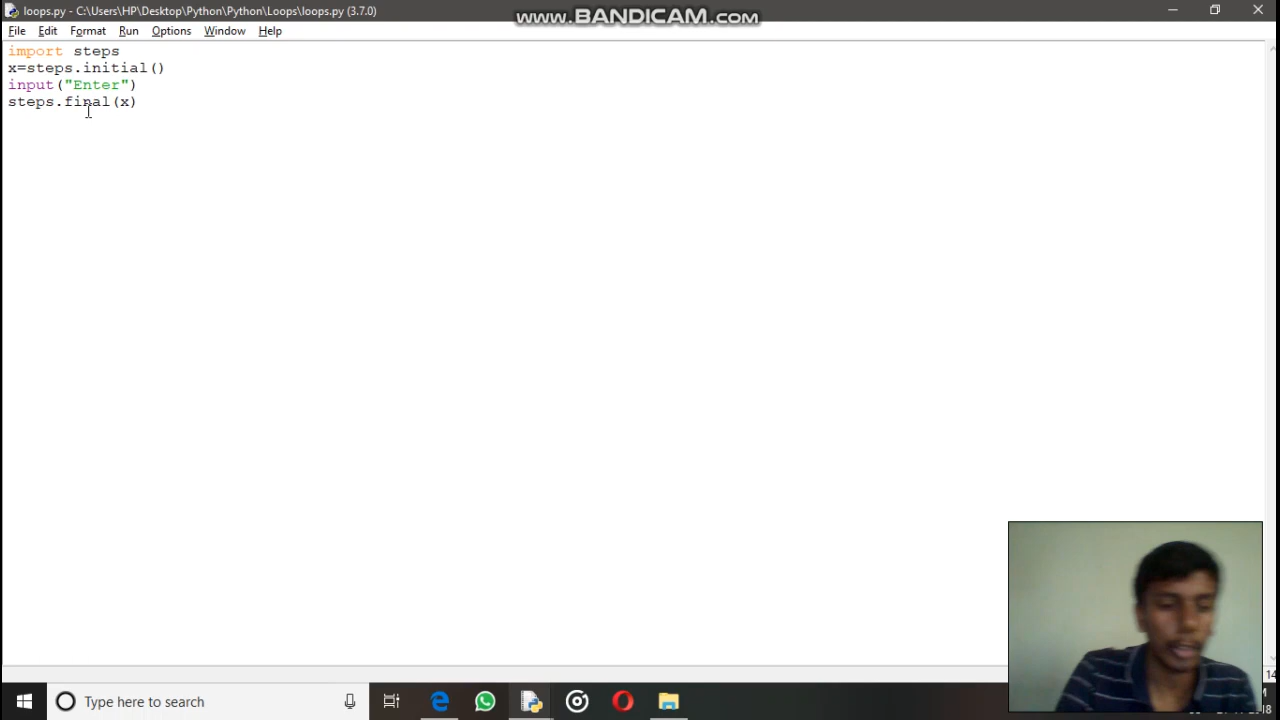 loops.py - C:\Users\HP\Desktop\Python\Python\Loops\loops.py (3.7.0)
www.BANDICAM.com
File Edit Format Run Options Window Help
import steps
x=steps.initial()
input("Enter")
steps.final(x)
14
Type here to search